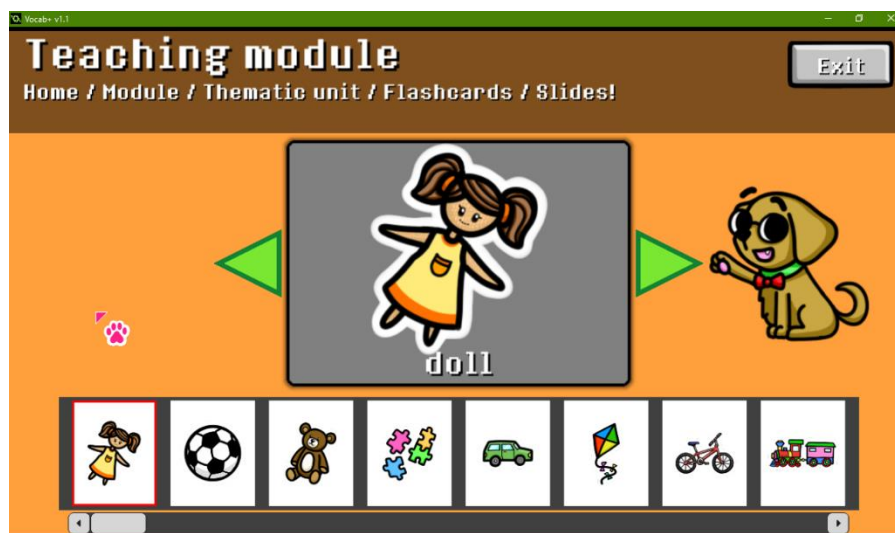 Vocab+ v1.1
Teaching module
Exit
Home / Module / Thematic unit / Flashcards / Slides!
doll